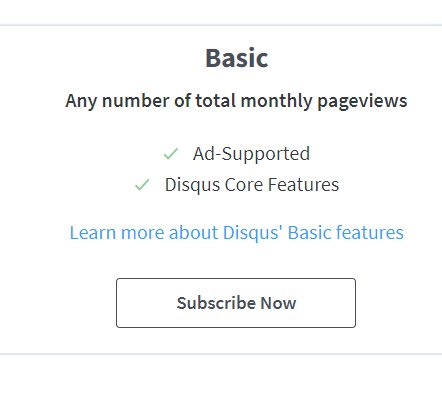 Basic
Any number of total monthly pageviews
Ad-Supported
Disqus Core Features
Learn more about Disqus' Basic features
Subscribe Now